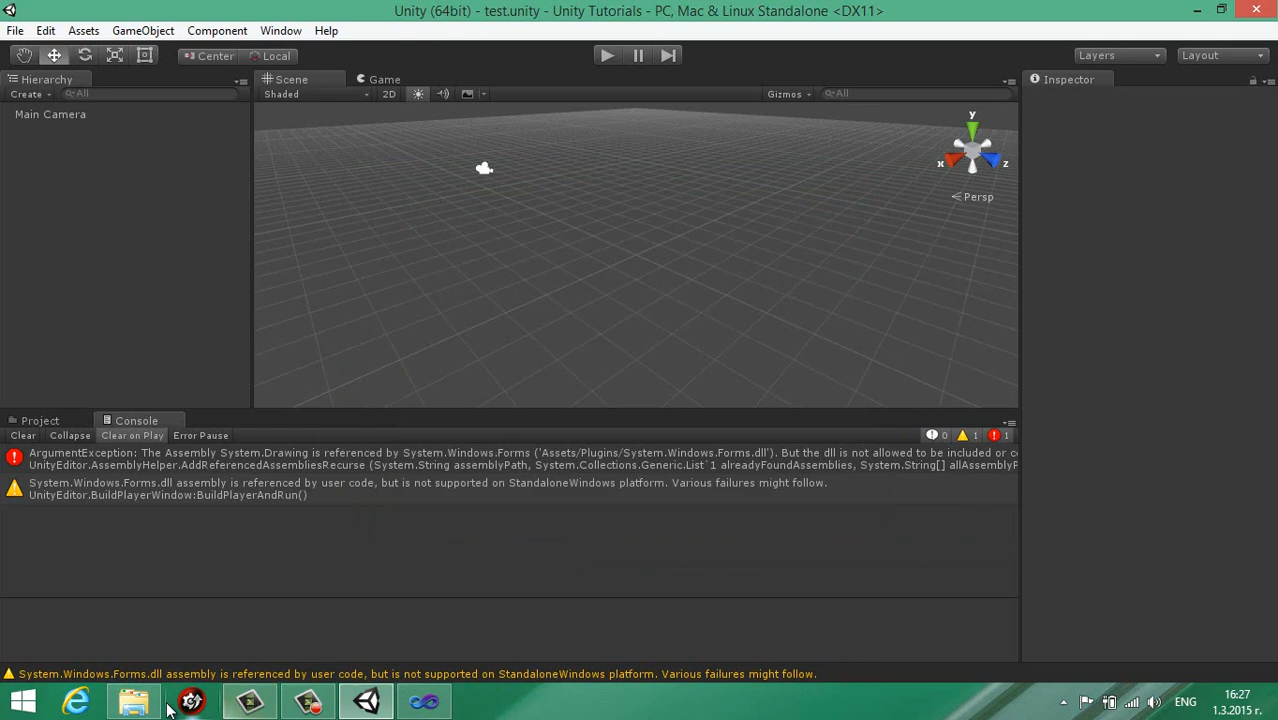 Unity (64bit) - test.unity - Unity Tutorials - PC, Mac & Linux Standalone <DX11>
File Edit Assets GameObject Component Window Help
Center Local Layers Layout
Hierarchy Scene Game Inspector
Create All Shaded 2D Gizmos All
Main Camera
y
x z
Persp
Project Console
Clear Collapse Clear on Play Error Pause 0 1 1
ArgumentException: The Assembly System.Drawing is referenced by System.Windows.Forms ('Assets/Plugins/System.Windows.Forms.dll'). But the dll is not allowed to be included or c
UnityEditor.AssemblyHelper.AddReferencedAssembliesRecurse (System.String assemblyPath, System.Collections.Generic.List`1 alreadyFoundAssemblies, System.String[] allAssemblyP
System.Windows.Forms.dll assembly is referenced by user code, but is not supported on StandaloneWindows platform. Various failures might follow.
UnityEditor.BuildPlayerWindow:BuildPlayerAndRun()
System.Windows.Forms.dll assembly is referenced by user code, but is not supported on StandaloneWindows platform. Various failures might follow.
ЕНГ
16:27
1.3.2015 г.